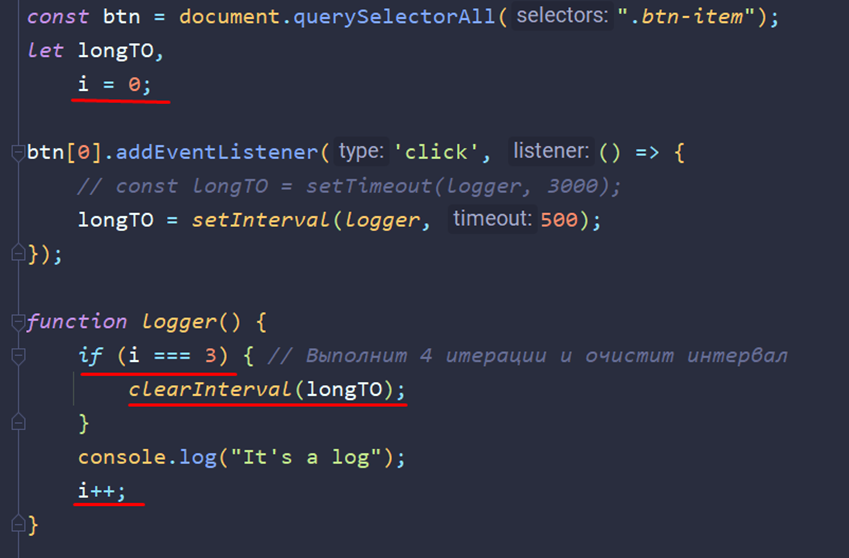 const btn = document.querySelectorAll( selectors: ".btn-item");
let longTO,
i = 0;
btn[0].addEventListener( type: 'click', listener: () => {
// const longTO = setTimeout(logger, 3000);
longTO = setInterval(logger, timeout: 500);
});
function logger() {
if (i === 3) { // Выполнит 4 итерации и очистит интервал
clearInterval(longTO);
}
console.log("It's a log");
i++;
}